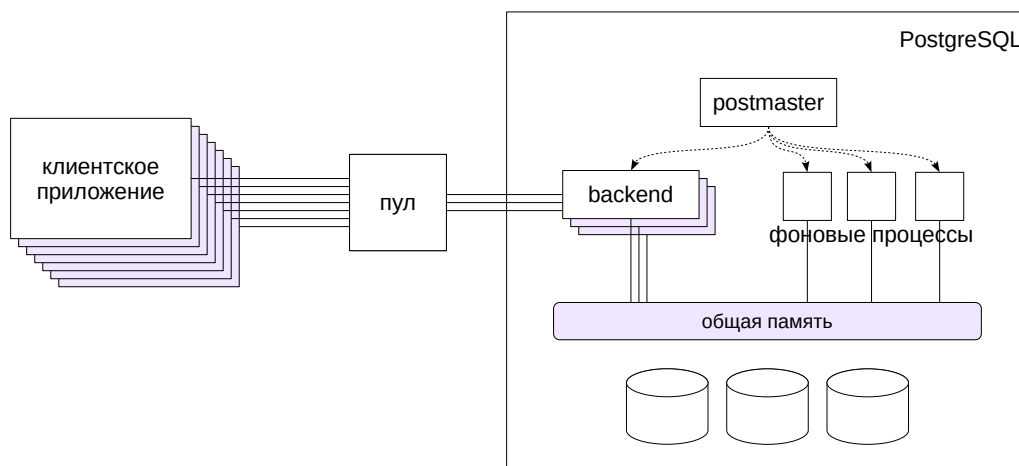 PostgreSQL
postmaster
клиентское
приложение
пул
backend
фоновые процессы
общая память